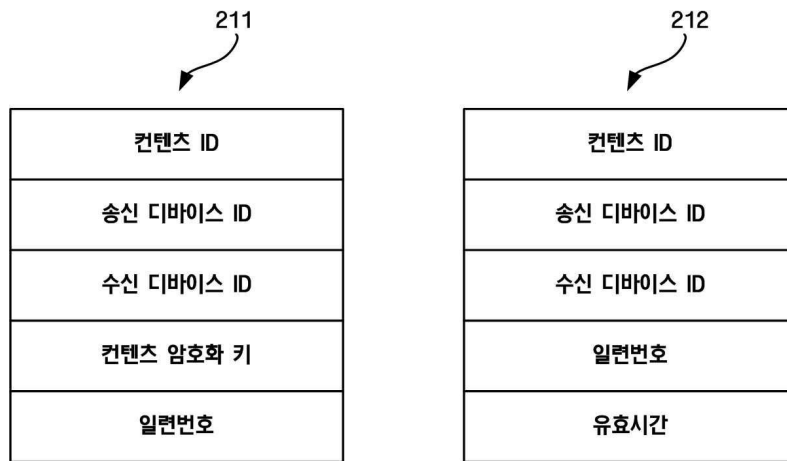 211
컨텐츠 ID
송신 디바이스 ID
수신 디바이스 ID
컨텐츠 암호화 키
일련번호
212
컨텐츠 ID
송신 디바이스 ID
수신 디바이스 ID
일련번호
유효시간